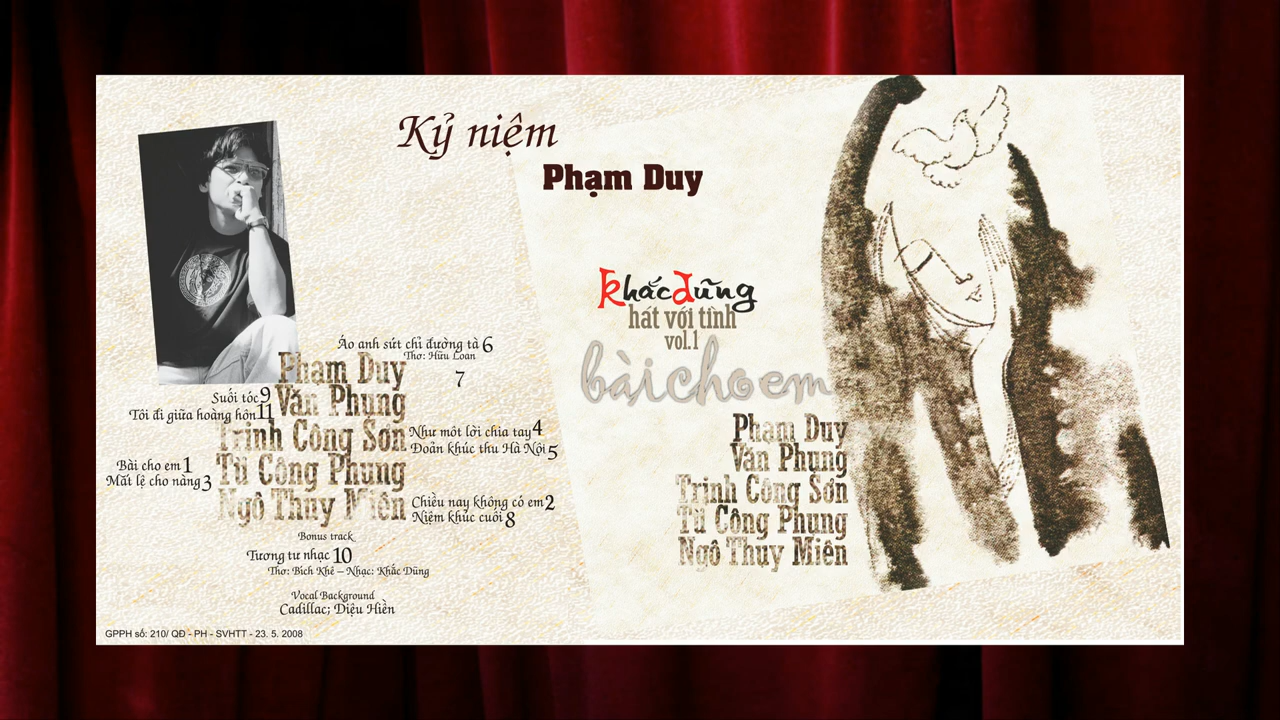 Kỷ niệm
Phạm Duy
Áo anh sứt chỉ đường tà 6
Thơ: Hữu Loan
Phạm Duy
7
Suối tóc 9
Văn Phụng
Tôi đi giữa hoàng hôn 11
Trịnh Công Sơn
Như một lời chia tay 4
Đoản khúc thu Hà Nội 5
Bài cho em 1
Từ Công Phụng
Mắt lệ cho nàng 3
Ngô Thụy Miên
Chiều nay không có em 2
Niệm khúc cuối 8
Bonus track
Tương tư nhạc 10
Thơ: Bích Khê – Nhạc: Khắc Dũng
Vocal Background
Cadillac; Diệu Hiền
GPPH số: 210/ QĐ - PH - SVHTT - 23. 5. 2008
khắc dũng
hát với tình
vol.1
bài cho em
Phạm Duy
Văn Phụng
Trịnh Công Sơn
Từ Công Phụng
Ngô Thụy Miên